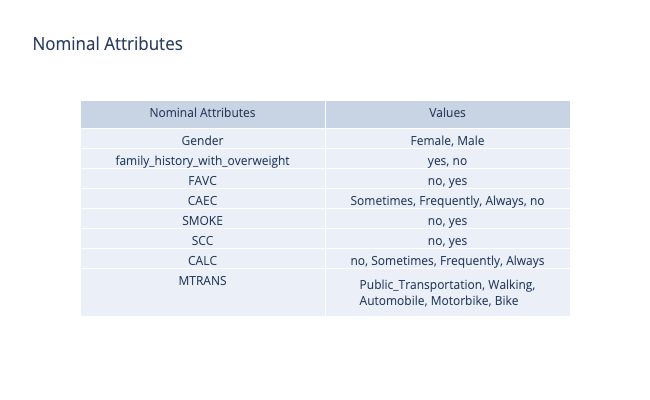 Nominal Attributes
Nominal Attributes Values
Gender Female, Male
family_history_with_overweight yes, no
FAVC no, yes
CAEC Sometimes, Frequently, Always, no
SMOKE no, yes
SCC no, yes
CALC no, Sometimes, Frequently, Always
MTRANS Public_Transportation, Walking,
Automobile, Motorbike, Bike